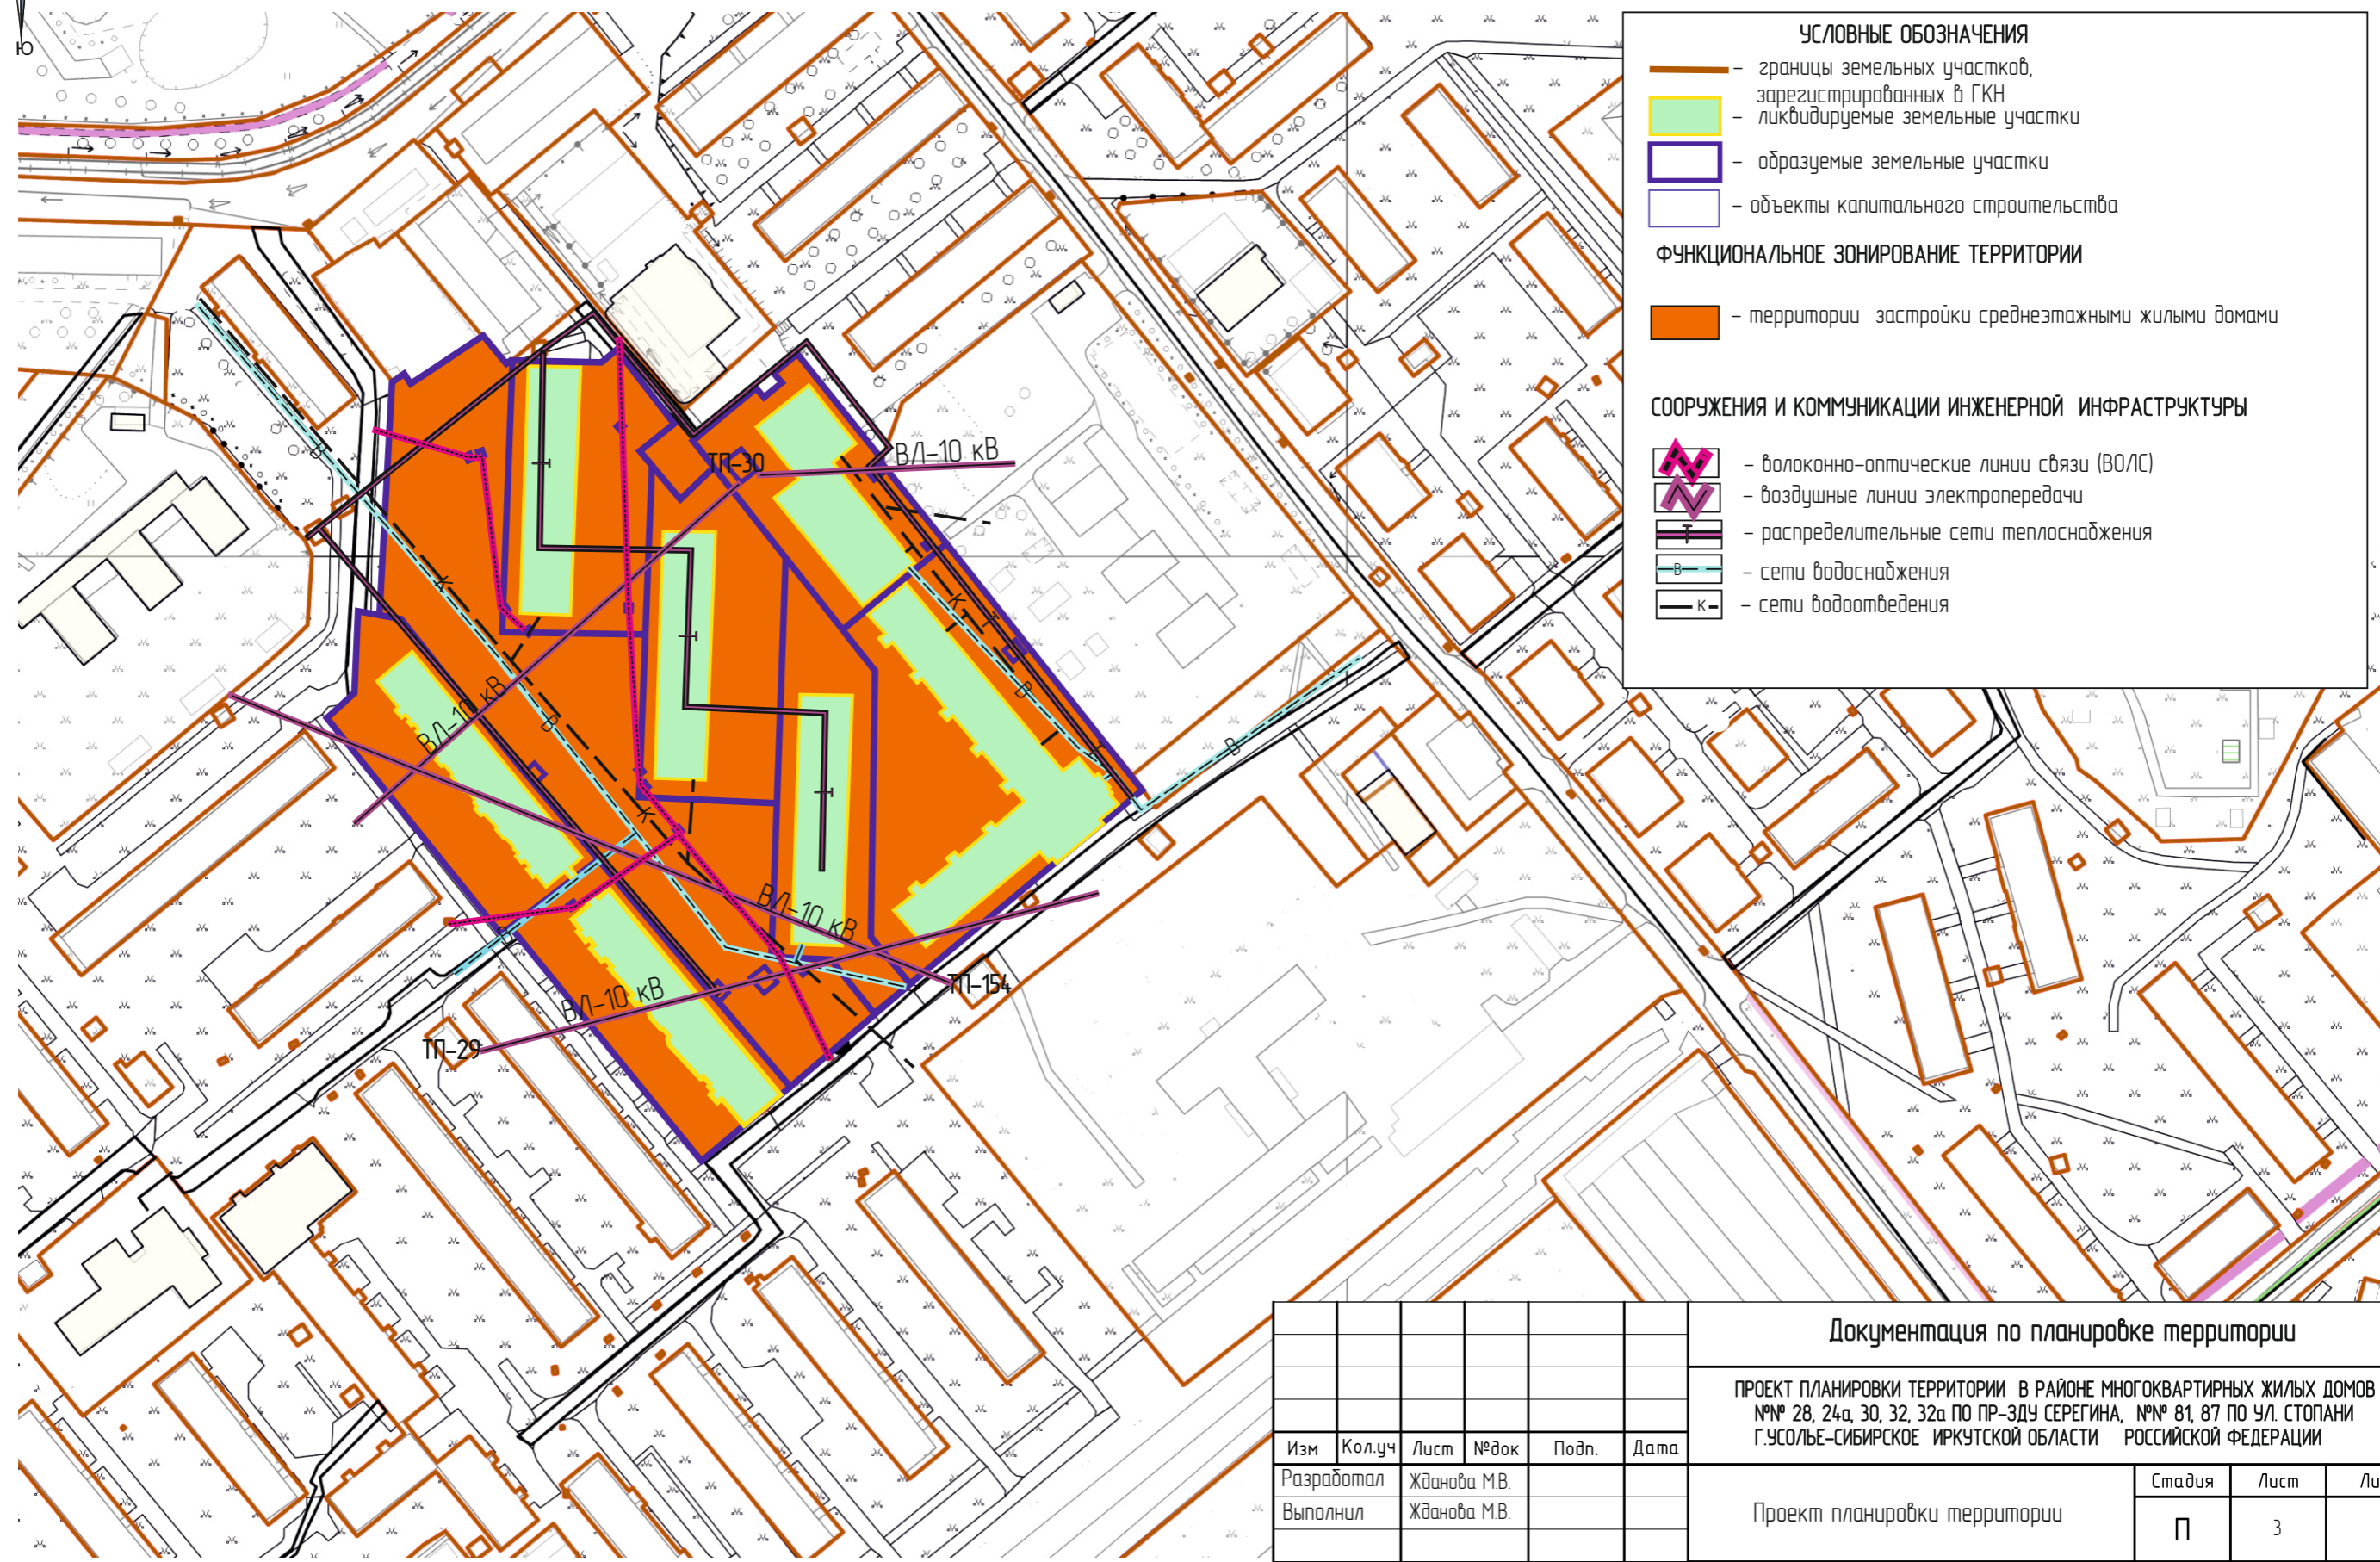 Ю
УСЛОВНЫЕ ОБОЗНАЧЕНИЯ
– границы земельных участков,
зарегистрированных в ГКН
– ликвидируемые земельные участки
– образуемые земельные участки
– объекты капитального строительства
ФУНКЦИОНАЛЬНОЕ ЗОНИРОВАНИЕ ТЕРРИТОРИИ
– территории застройки среднеэтажными жилыми домами
СООРУЖЕНИЯ И КОММУНИКАЦИИ ИНЖЕНЕРНОЙ ИНФРАСТРУКТУРЫ
– волоконно-оптические линии связи (ВОЛС)
– воздушные линии электропередачи
Т – распределительные сети теплоснабжения
В – сети водоснабжения
К – сети водоотведения
ТП-30
ВЛ-10 кВ
В
Т
К
К
Т
Т
В
ВЛ-10 кВ
В
В
Т
Т
К
ВЛ-10 кВ
В
ТП-154
ВЛ-10 кВ
ТП-29
Документация по планировке территории
ПРОЕКТ ПЛАНИРОВКИ ТЕРРИТОРИИ В РАЙОНЕ МНОГОКВАРТИРНЫХ ЖИЛЫХ ДОМОВ
№№ 28, 24а, 30, 32, 32а ПО ПР-ЗДУ СЕРЕГИНА, №№ 81, 87 ПО УЛ. СТОПАНИ
Г.УСОЛЬЕ-СИБИРСКОЕ ИРКУТСКОЙ ОБЛАСТИ РОССИЙСКОЙ ФЕДЕРАЦИИ
Изм Кол.уч Лист №док Подп. Дата
Разработал Жданова М.В.
Выполнил Жданова М.В.
Проект планировки территории
Стадия Лист Ли
П 3